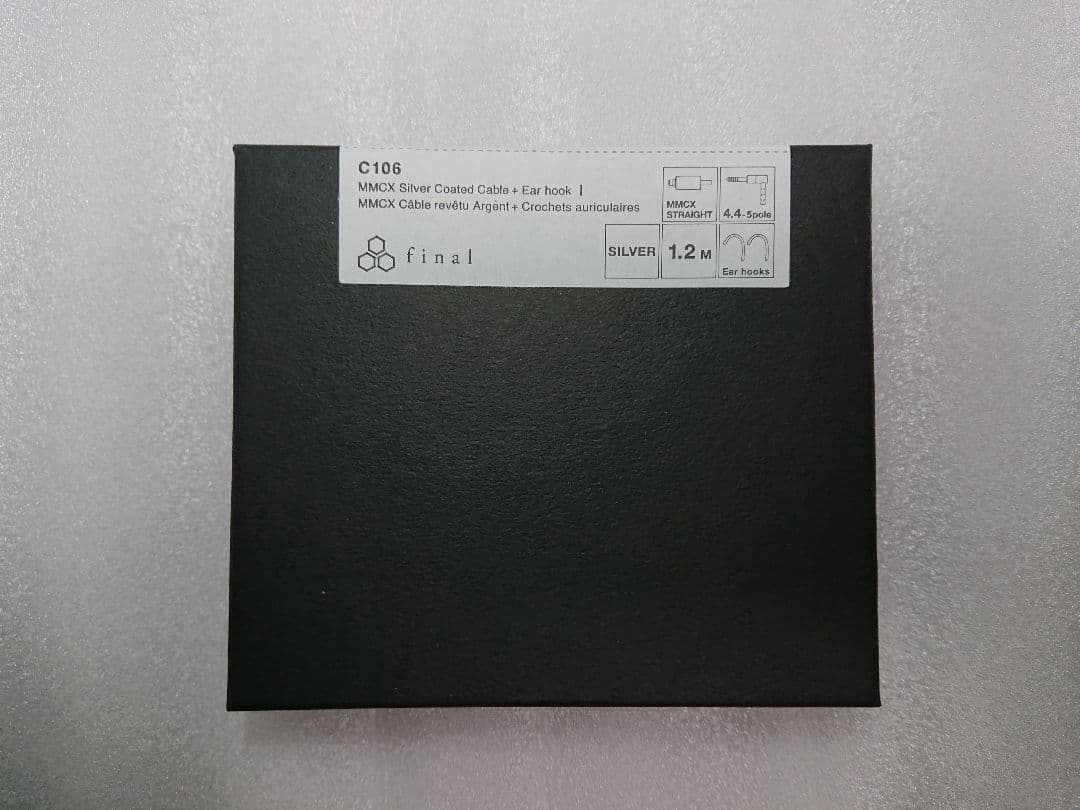 C106
MMCX Silver Coated Cable + Ear hook I
MMCX Câble revêtu Argent + Crochets auriculaires
final
MMCX
STRAIGHT
4.4-5pole
SILVER
1.2 M
Ear hooks